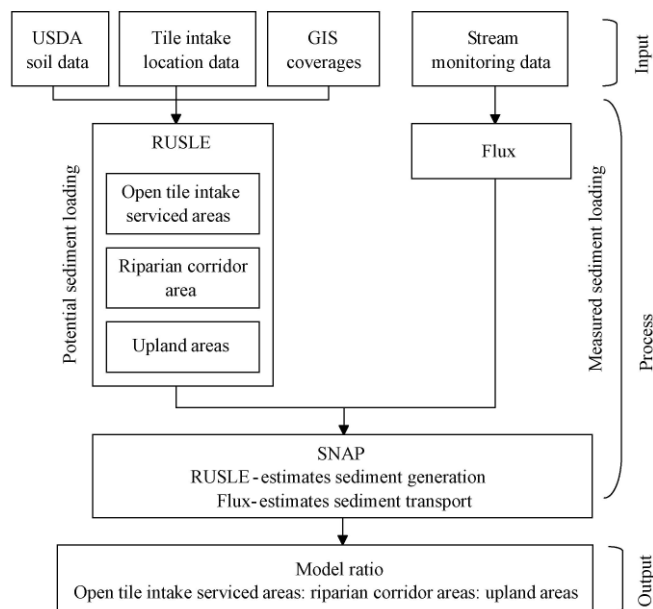 USDA
soil data
Tile intake
location data
GIS
coverages
Stream
monitoring data
Input
RUSLE
Open tile intake
serviced areas
Riparian corridor
area
Upland areas
Potential sediment loading
Flux
Measured sediment loading
Process
SNAP
RUSLE-estimates sediment generation
Flux-estimates sediment transport
Model ratio
Open tile intake serviced areas: riparian corridor areas: upland areas
Output